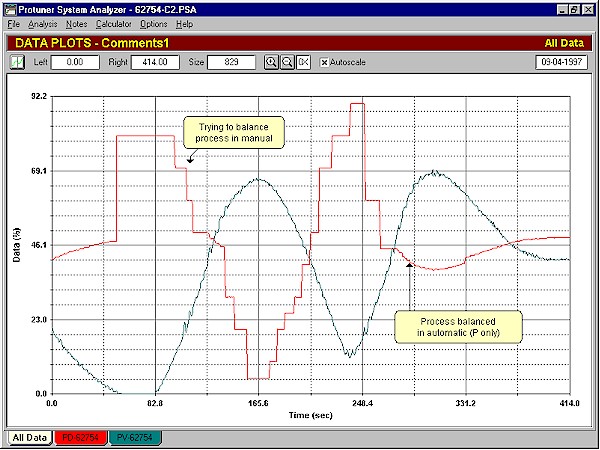 Protuner System Analyzer - 62754-C2.PSA
File Analysis Notes Calculator Options Help
DATA PLOTS - Comments1 All Data
Left 0.00 Right 414.00 Size 829 Autoscale 09-04-1997
92.2
69.1
46.1
23.0
0.0
Data (%)
Trying to balance
process in manual
Process balanced
in automatic (P only)
0.0 82.8 165.6 248.4 331.2 414.0
Time (sec)
All Data PD-62754 PV-62754